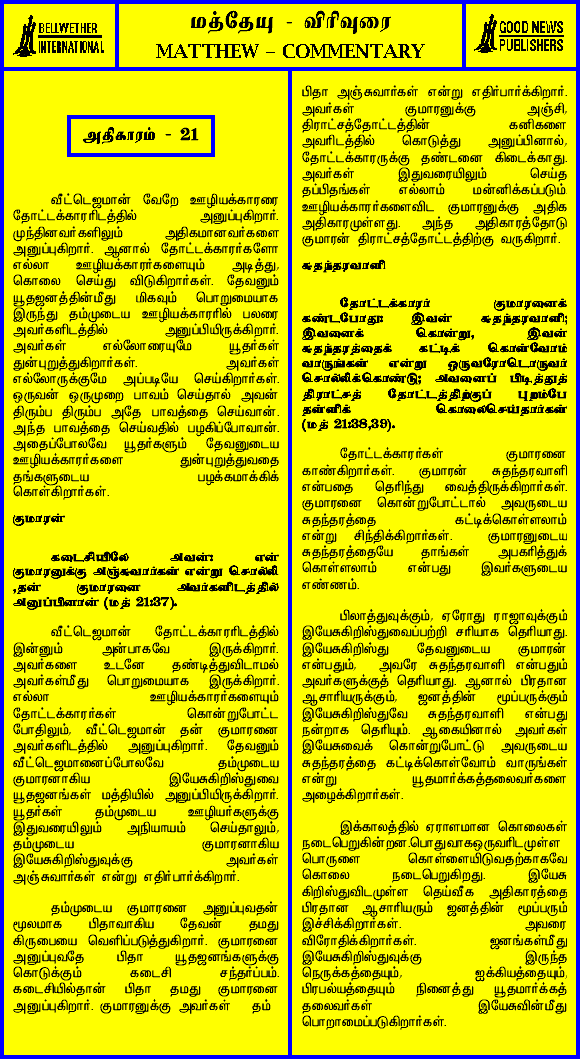 BELLWETHER
INTERNATIONAL
மத்தேயு - விரிவுரை
MATTHEW – COMMENTARY
GOOD NEWS
PUBLISHERS
அதிகாரம் - 21
வீட்டெஜமான் வேறே ஊழியக்காரரை
தோட்டக்காரரிடத்தில் அனுப்புகிறார்.
முந்தினவர்களிலும் அதிகமானவர்களை
அனுப்புகிறார். ஆனால் தோட்டக்காரர்களோ
எல்லா ஊழியக்காரர்களையும் அடித்து,
கொலை செய்து விடுகிறார்கள். தேவனும்
யூதஜனத்தின்மீது மிகவும் பொறுமையாக
இருந்து தம்முடைய ஊழியக்காரரில் பலரை
அவர்களிடத்தில் அனுப்பியிருக்கிறார்.
அவர்கள் எல்லோரையுமே யூதர்கள்
துன்புறுத்துகிறார்கள். அவர்கள்
எல்லோருக்குமே அப்படியே செய்கிறார்கள்.
ஒருவன் ஒருமுறை பாவம் செய்தால் அவன்
திரும்ப திரும்ப அதே பாவத்தை செய்வான்.
அந்த பாவத்தை செய்வதில் பழகிப்போவான்.
அதைப்போலவே யூதர்களும் தேவனுடைய
ஊழியக்காரர்களை துன்புறுத்துவதை
தங்களுடைய பழக்கமாக்கிக்
கொள்கிறார்கள்.
குமாரன்
கடைசியிலே அவன்: என்
குமாரனுக்கு அஞ்சுவார்கள் என்று சொல்லி
,தன் குமாரனை அவர்களிடத்தில்
அனுப்பினான் (மத் 21:37).
வீட்டெஜமான் தோட்டக்காரரிடத்தில்
இன்னும் அன்பாகவே இருக்கிறார்.
அவர்களை உடனே தண்டித்துவிடாமல்
அவர்கள்மீது பொறுமையாக இருக்கிறார்.
எல்லா ஊழியக்காரர்களையும்
தோட்டக்காரர்கள் கொன்றுபோட்ட
போதிலும், வீட்டெஜமான் தன் குமாரனை
அவர்களிடத்தில் அனுப்புகிறார். தேவனும்
வீட்டெஜமானைப்போலவே தம்முடைய
குமாரனாகிய இயேசுகிறிஸ்துவை
யூதஜனங்கள் மத்தியில் அனுப்பியிருக்கிறார்.
யூதர்கள் தம்முடைய ஊழியர்களுக்கு
இதுவரையிலும் அநியாயம் செய்தாலும்,
தம்முடைய குமாரனாகிய
இயேசுகிறிஸ்துவுக்கு அவர்கள்
அஞ்சுவார்கள் என்று எதிர்பார்க்கிறார்.
தம்முடைய குமாரனை அனுப்புவதன்
மூலமாக பிதாவாகிய தேவன் தமது
கிருபையை வெளிப்படுத்துகிறார். குமாரனை
அனுப்புவதே பிதா யூதஜனங்களுக்கு
கொடுக்கும் கடைசி சந்தர்ப்பம்.
கடைசியில்தான் பிதா தமது குமாரனை
அனுப்புகிறார். குமாரனுக்கு அவர்கள் தம்
பிதா அஞ்சுவார்கள் என்று எதிர்பார்க்கிறார்.
அவர்கள் குமாரனுக்கு அஞ்சி,
திராட்சத்தோட்டத்தின் கனிகளை
அவரிடத்தில் கொடுத்து அனுப்பினால்,
தோட்டக்காரருக்கு தண்டனை கிடைக்காது.
அவர்கள் இதுவரையிலும் செய்த
தப்பிதங்கள் எல்லாம் மன்னிக்கப்படும்.
ஊழியக்காரர்களைவிட குமாரனுக்கு அதிக
அதிகாரமுள்ளது. அந்த அதிகாரத்தோடு
குமாரன் திராட்சத்தோட்டத்திற்கு வருகிறார்.
சுதந்தரவாளி
தோட்டக்காரர் குமாரனைக்
கண்டபோது: இவன் சுதந்தரவாளி;
இவனைக் கொன்று, இவன்
சுதந்தரத்தைக் கட்டிக் கொள்வோம்
வாருங்கள் என்று ஒருவரோடொருவர்
சொல்லிக்கொண்டு; அவனைப் பிடித்துத்
திராட்சத் தோட்டத்திற்குப் புறம்பே
தள்ளிக் கொலைசெய்தார்கள்
(மத் 21:38,39).
தோட்டக்காரர்கள் குமாரனை
காண்கிறார்கள். குமாரன் சுதந்தரவாளி
என்பதை தெரிந்து வைத்திருக்கிறார்கள்.
குமாரனை கொன்றுபோட்டால் அவருடைய
சுதந்தரத்தை கட்டிக்கொள்ளலாம்
என்று சிந்திக்கிறார்கள். குமாரனுடைய
சுதந்தரத்தையே தாங்கள் அபகரித்துக்
கொள்ளலாம் என்பது இவர்களுடைய
எண்ணம்.
பிலாத்துவுக்கும், ஏரோது ராஜாவுக்கும்
இயேசுகிறிஸ்துவைப்பற்றி சரியாக தெரியாது.
இயேசுகிறிஸ்து தேவனுடைய குமாரன்
என்பதும், அவரே சுதந்தரவாளி என்பதும்
அவர்களுக்குத் தெரியாது. ஆனால் பிரதான
ஆசாரியருக்கும், ஜனத்தின் மூப்பருக்கும்
இயேசுகிறிஸ்துவே சுதந்தரவாளி என்பது
நன்றாக தெரியும். ஆகையினால் அவர்கள்
இயேசுவைக் கொன்றுபோட்டு அவருடைய
சுதந்தரத்தை கட்டிக்கொள்வோம் வாருங்கள்
என்று யூதமார்க்கத்தலைவர்களை
அழைக்கிறார்கள்.
இக்காலத்தில் ஏராளமான கொலைகள்
நடைபெறுகின்றன.பொதுவாகஒருவரிடமுள்ள
பொருளை கொள்ளையிடுவதற்காகவே
கொலை நடைபெறுகிறது. இயேசு
கிறிஸ்துவிடமுள்ள தெய்வீக அதிகாரத்தை
பிரதான ஆசாரியரும் ஜனத்தின் மூப்பரும்
இச்சிக்கிறார்கள். அவரை
விரோதிக்கிறார்கள். ஜனங்கள்மீது
இயேசுகிறிஸ்துவுக்கு இருந்த
நெருக்கத்தையும், ஐக்கியத்தையும்,
பிரபல்யத்தையும் நினைத்து யூதமார்க்கத்
தலைவர்கள் இயேசுவின்மீது
பொறாமைப்படுகிறார்கள்.